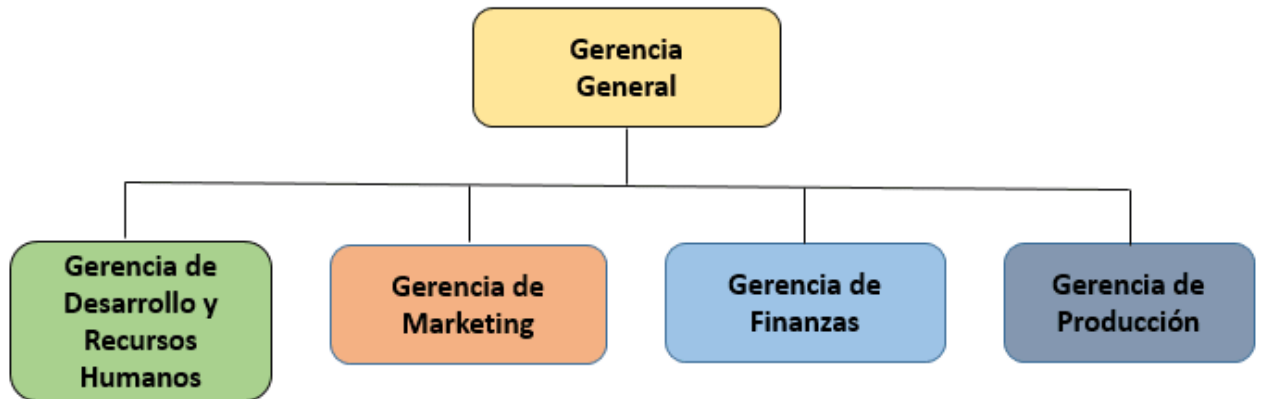 Gerencia
General
Gerencia de
Desarrollo y
Recursos
Humanos
Gerencia de
Marketing
Gerencia de
Finanzas
Gerencia de
Producción